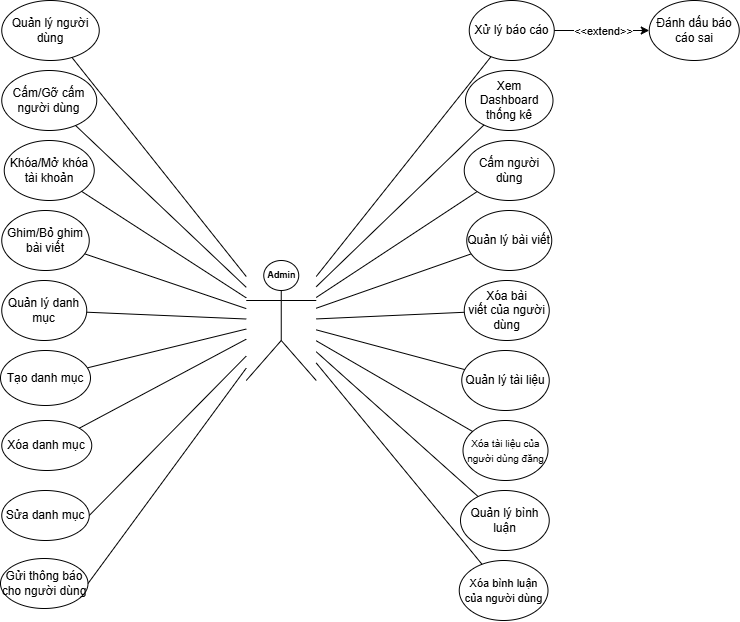 Quản lý người
dùng
Cấm/Gỡ cấm
người dùng
Khóa/Mở khóa
tài khoản
Ghim/Bỏ ghim
bài viết
Quản lý danh
mục
Tạo danh mục
Xóa danh mục
Sửa danh mục
Gửi thông báo
cho người dùng
Admin
Xử lý báo cáo
<<extend>>
Đánh dấu báo
cáo sai
Xem
Dashboard
thống kê
Cấm người
dùng
Quản lý bài viết
Xóa bài
viết của người
dùng
Quản lý tài liệu
Xóa tài liệu của
người dùng đăng
Quản lý bình
luận
Xóa bình luận
của người dùng